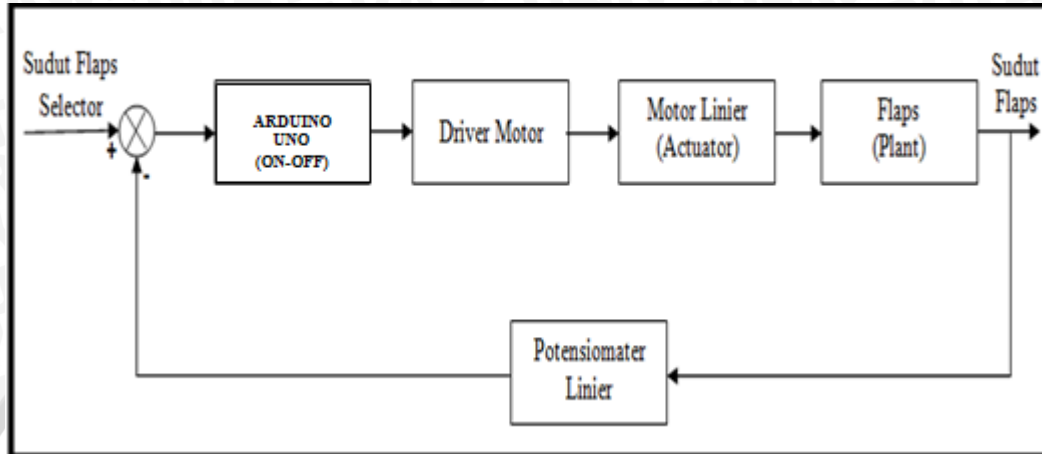 Sudut Flaps
Selector
+
-
ARDUINO
UNO
(ON-OFF)
Driver Motor
Motor Linier
(Actuator)
Flaps
(Plant)
Sudut
Flaps
Potensiomater
Linier